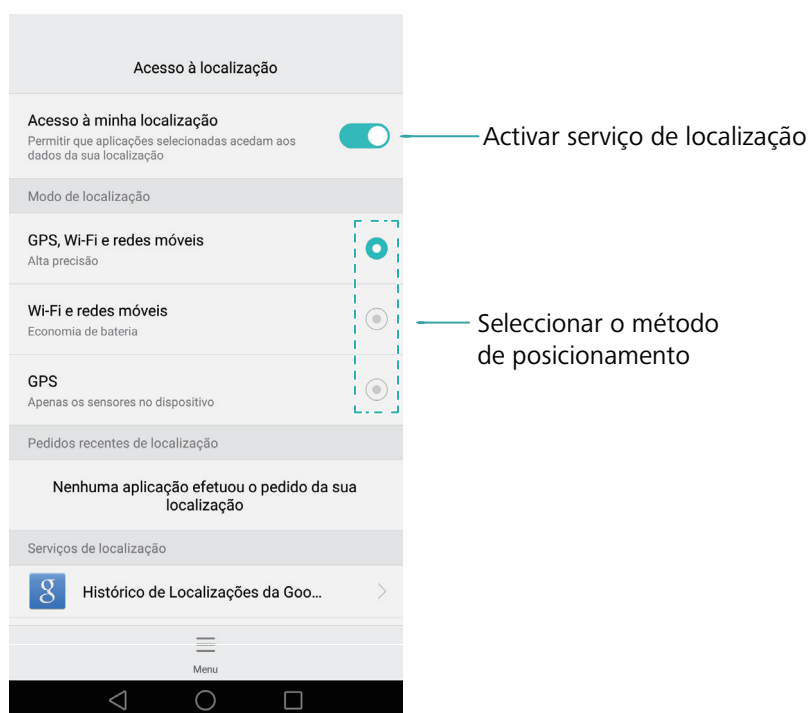 Acesso à localização
Acesso à minha localização
Permitir que aplicações selecionadas acedam aos
dados da sua localização
Activar serviço de localização
Modo de localização
GPS, Wi-Fi e redes móveis
Alta precisão
Wi-Fi e redes móveis
Economia de bateria
Seleccionar o método
de posicionamento
GPS
Apenas os sensores no dispositivo
Pedidos recentes de localização
Nenhuma aplicação efetuou o pedido da sua
localização
Serviços de localização
8 Histórico de Localizações da Goo...
Menu